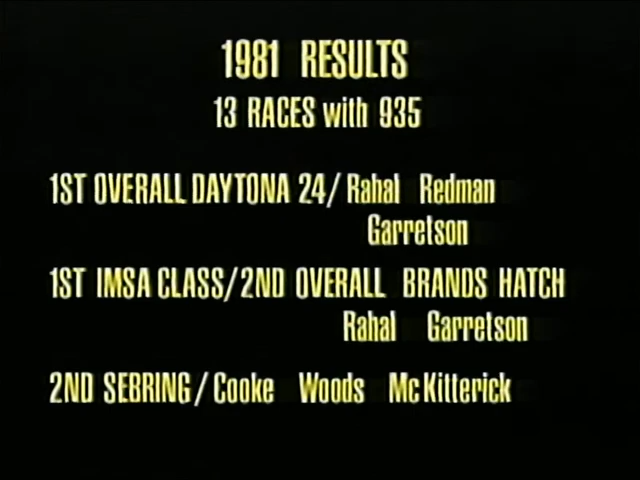 1981 RESULTS
13 RACES with 935
1ST OVERALL DAYTONA 24/ Rahal Redman
Garretson
1ST IMSA CLASS/2ND OVERALL BRANDS HATCH
Rahal Garretson
2ND SEBRING/ Cooke Woods McKitterick